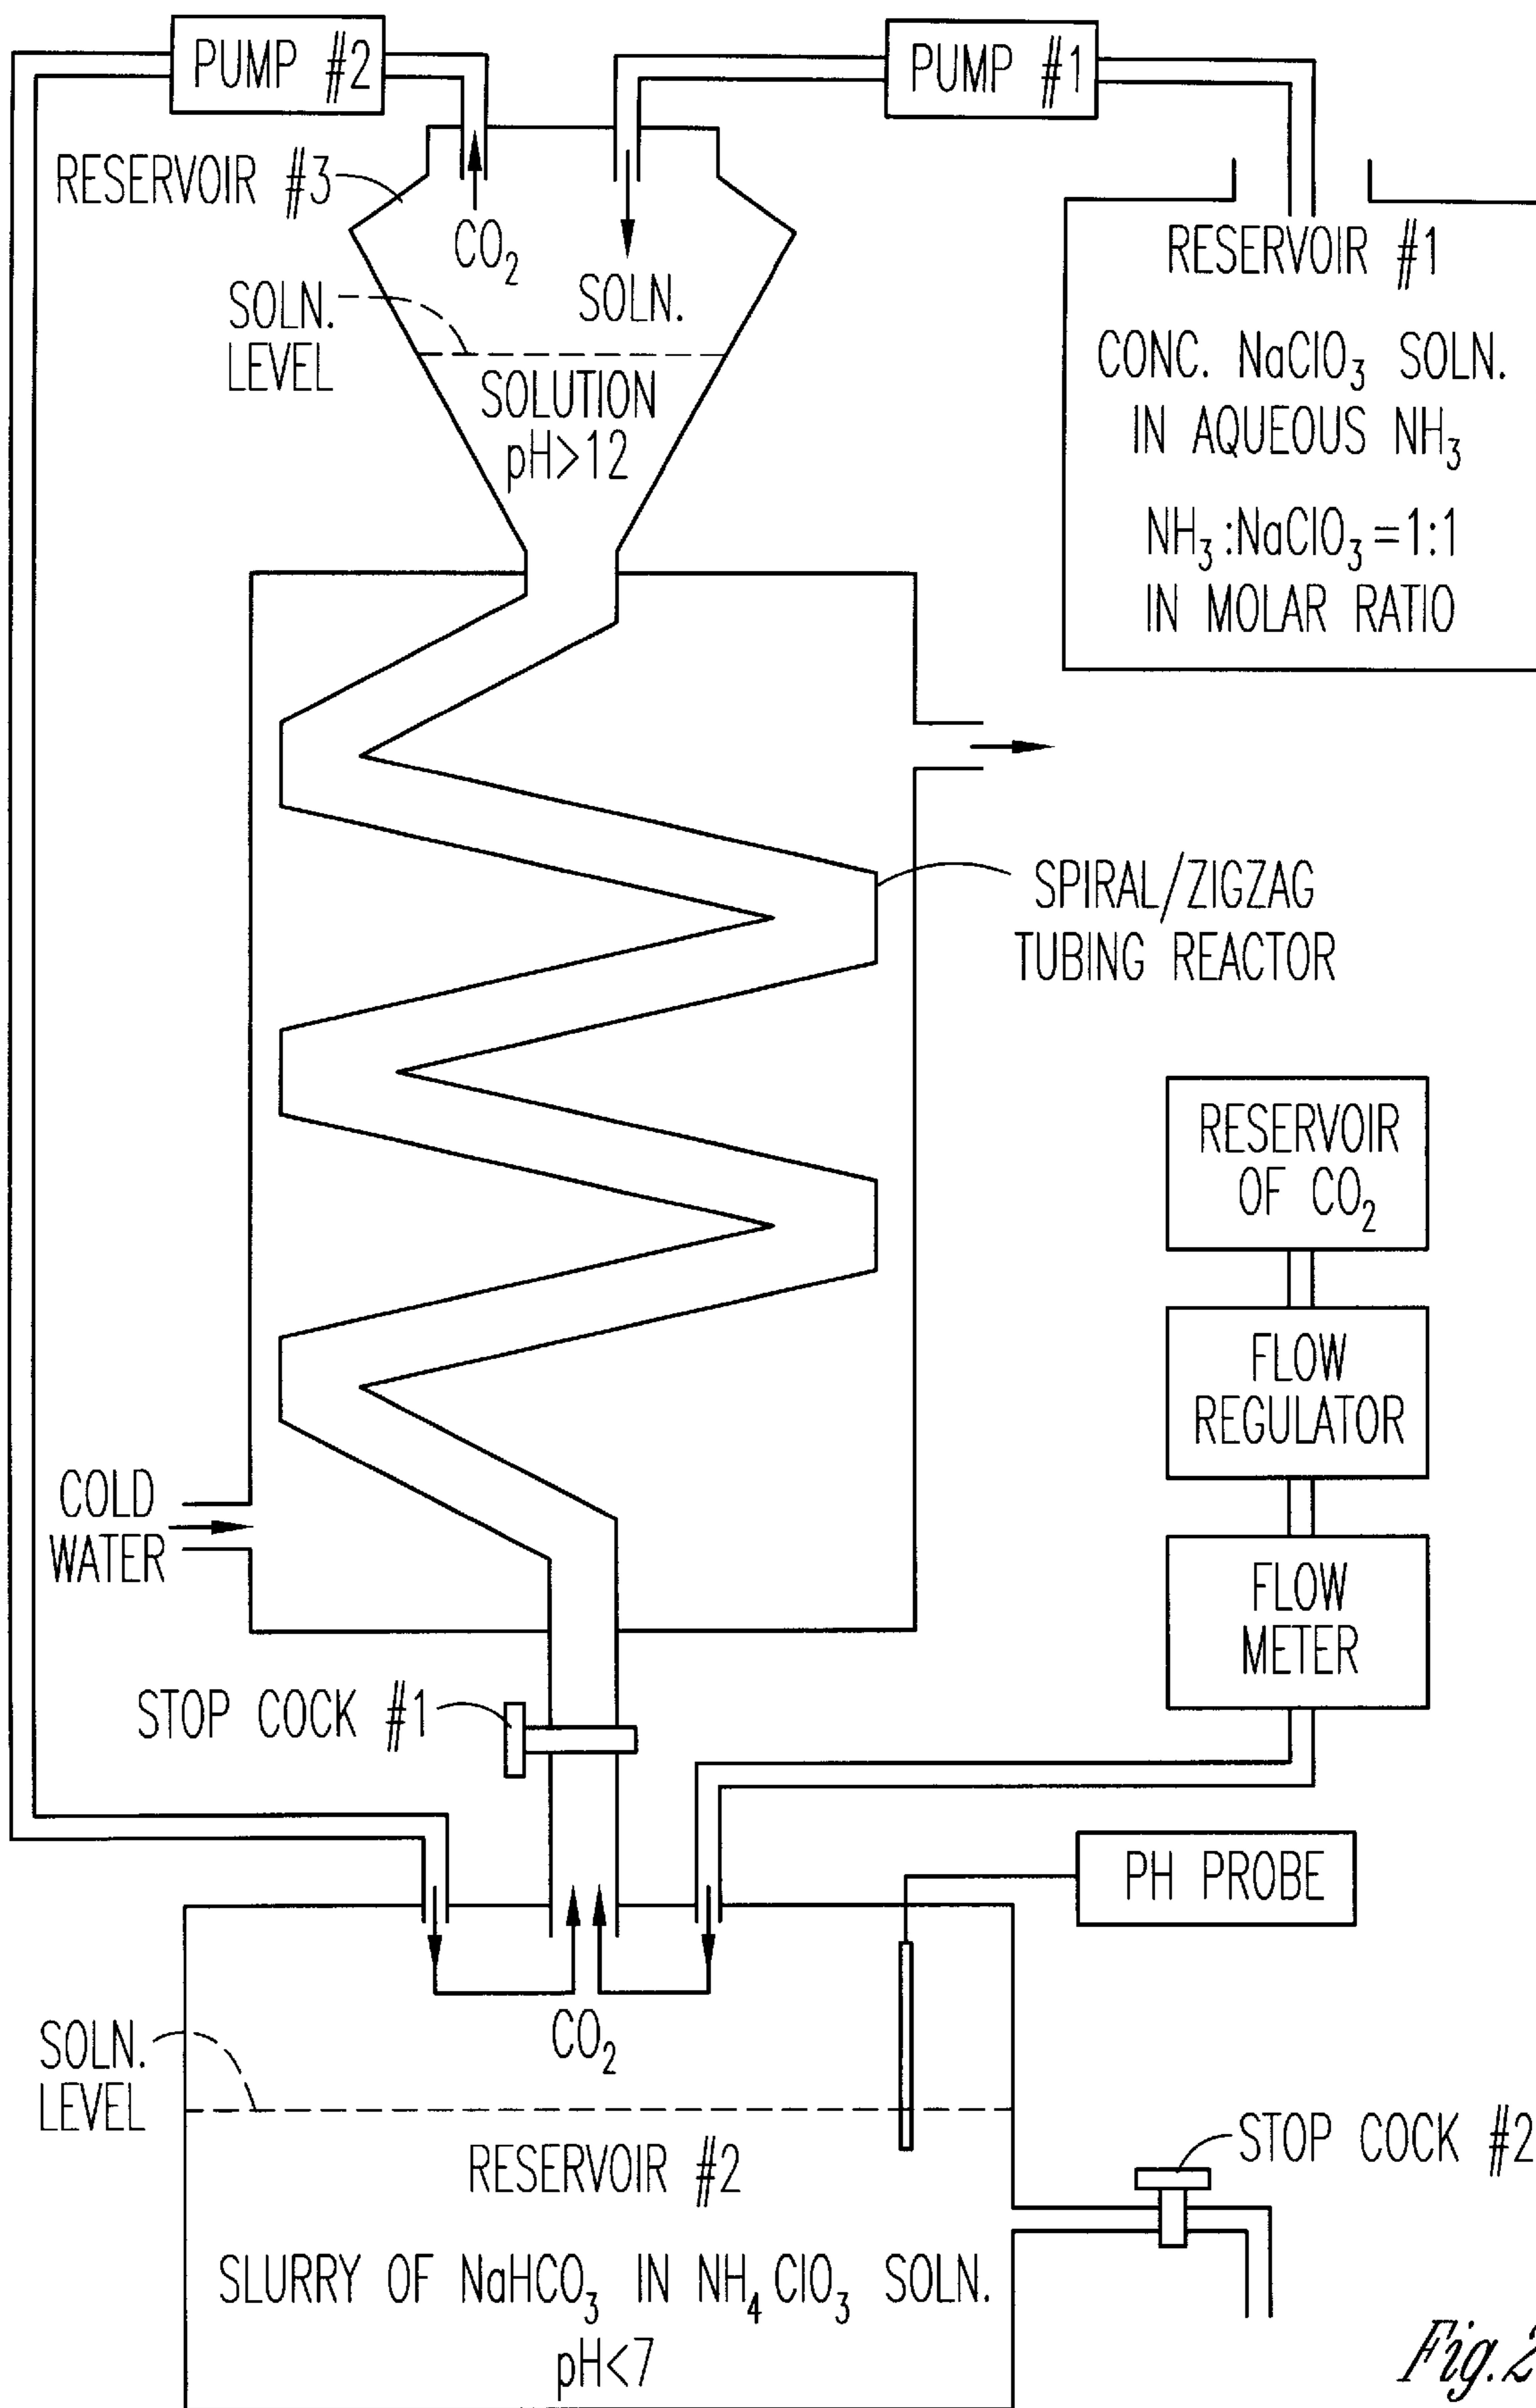 PUMP #2
PUMP #1
RESERVOIR #3
CO2
SOLN.
SOLN.
LEVEL
SOLUTION
pH>12
RESERVOIR #1
CONC. NaClO3 SOLN.
IN AQUEOUS NH3
NH3:NaClO3=1:1
IN MOLAR RATIO
SPIRAL/ZIGZAG
TUBING REACTOR
RESERVOIR
OF CO2
FLOW
REGULATOR
FLOW
METER
COLD
WATER
STOP COCK #1
PH PROBE
CO2
SOLN.
LEVEL
RESERVOIR #2
STOP COCK #2
SLURRY OF NaHCO3 IN NH4ClO3 SOLN.
pH<7
Fig.2